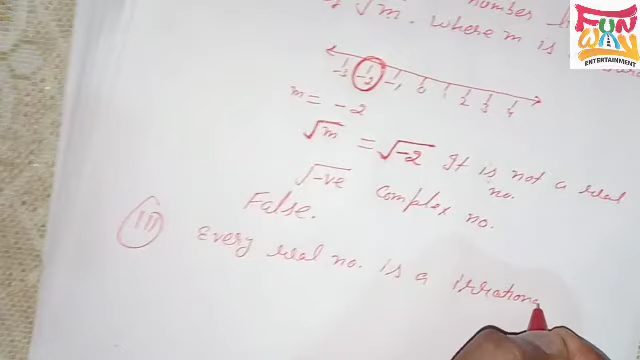 number
√m. where m is
FUN
WAY
ENTERTAINMENT
-3 -2 -1 0 1 2 3 4
m = -2
√m = √-2 It is not a real
no.
√-ve Complex no.
False.
(iii) Every real no. is a irrationa